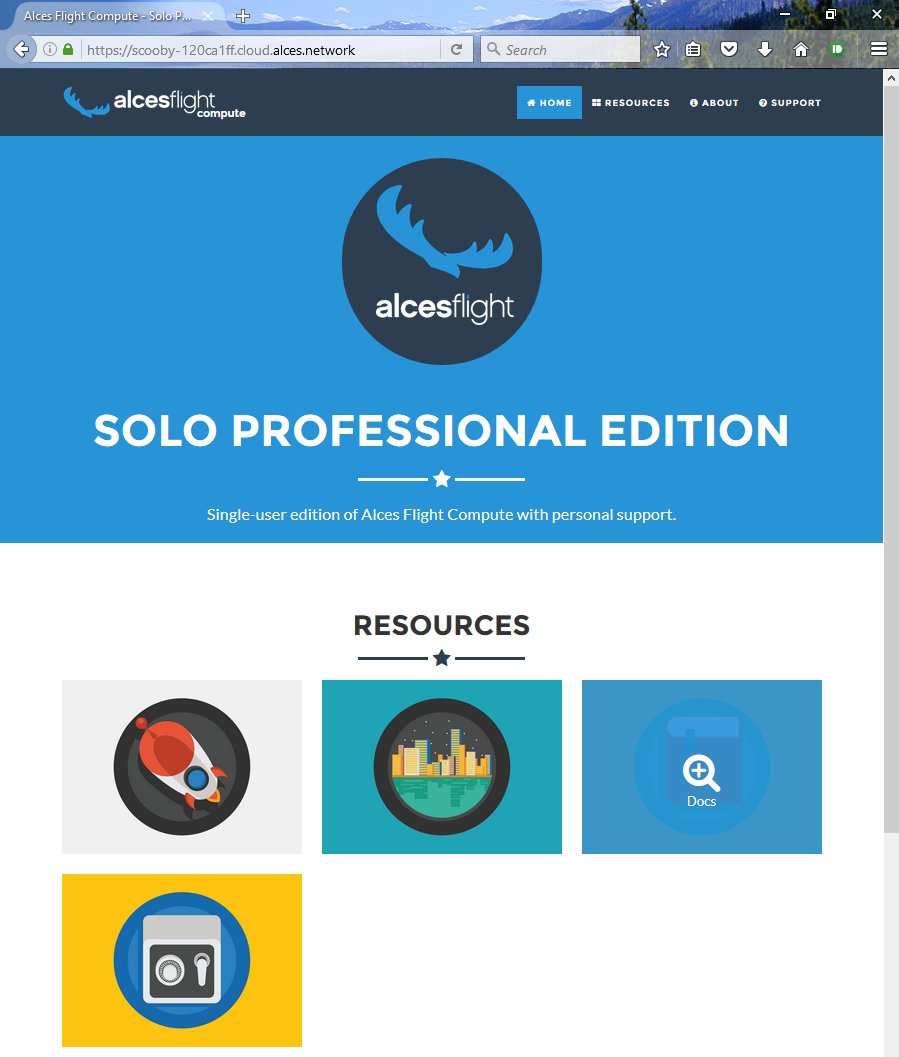 Alces Flight Compute - Solo P...
https://scooby-120ca1ff.cloud.alces.network
Search
alcesflight
compute
HOME
RESOURCES
ABOUT
SUPPORT
alcesflight
SOLO PROFESSIONAL EDITION
Single-user edition of Alces Flight Compute with personal support.
RESOURCES
Docs